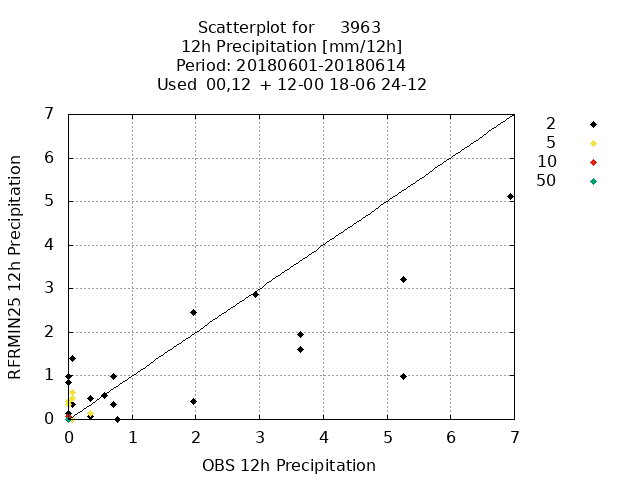 Scatterplot for 3963
12h Precipitation [mm/12h]
Period: 20180601-20180614
Used 00,12 + 12-00 18-06 24-12
7
6
5
4
3
2
1
0
0 1 2 3 4 5 6 7
RFRMIN25 12h Precipitation
OBS 12h Precipitation
2
5
10
50